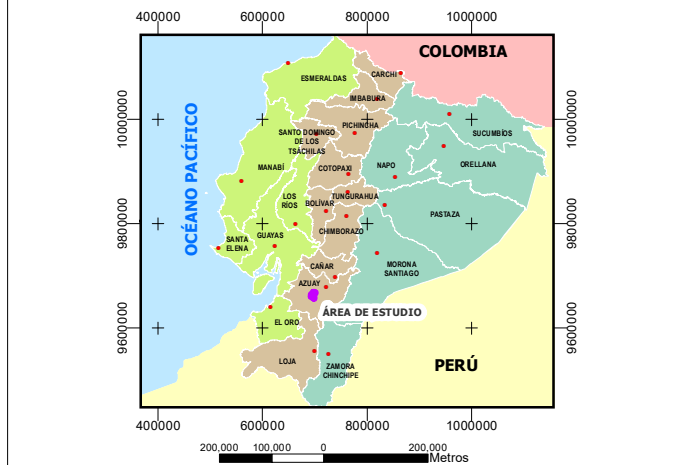 400000 600000 800000 1000000
COLOMBIA
ESMERALDAS
CARCHI
IMBABURA
10000000
10000000
PICHINCHA
SUCUMBÍOS
SANTO DOMINGO
DE LOS
TSÁCHILAS
OCÉANO PACÍFICO
MANABÍ
COTOPAXI
NAPO
ORELLANA
LOS
RÍOS
BOLÍVAR
TUNGURAHUA
PASTAZA
9800000
9800000
SANTA
ELENA
GUAYAS
CHIMBORAZO
CAÑAR
MORONA
SANTIAGO
AZUAY
ÁREA DE ESTUDIO
9600000
9600000
EL ORO
LOJA
ZAMORA
CHINCHIPE
PERÚ
400000 600000 800000 1000000
200,000 100,000 0 200,000
Metros